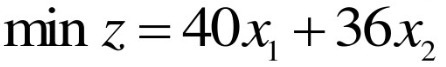 min z = 40x₁ + 36x₂